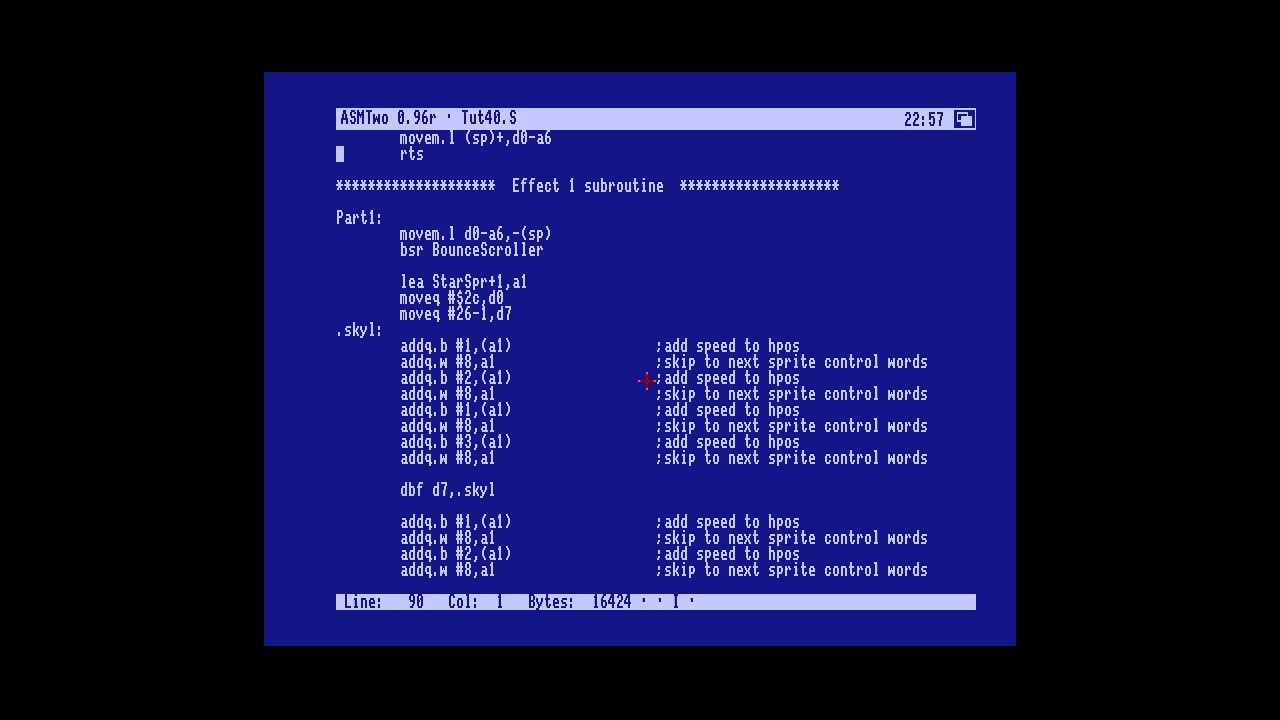 ASMTwo 0.96r · Tut40.S 22:57
movem.l (sp)+,d0-a6
rts
******************** Effect 1 subroutine ********************
Part1:
movem.l d0-a6,-(sp)
bsr BounceScroller
lea StarSpr+1,a1
moveq #$2c,d0
moveq #26-1,d7
.skyl:
addq.b #1,(a1) ;add speed to hpos
addq.w #8,a1 ;skip to next sprite control words
addq.b #2,(a1) ;add speed to hpos
addq.w #8,a1 ;skip to next sprite control words
addq.b #1,(a1) ;add speed to hpos
addq.w #8,a1 ;skip to next sprite control words
addq.b #3,(a1) ;add speed to hpos
addq.w #8,a1 ;skip to next sprite control words
dbf d7,.skyl
addq.b #1,(a1) ;add speed to hpos
addq.w #8,a1 ;skip to next sprite control words
addq.b #2,(a1) ;add speed to hpos
addq.w #8,a1 ;skip to next sprite control words
Line: 90 Col: 1 Bytes: 16424 · · I ·